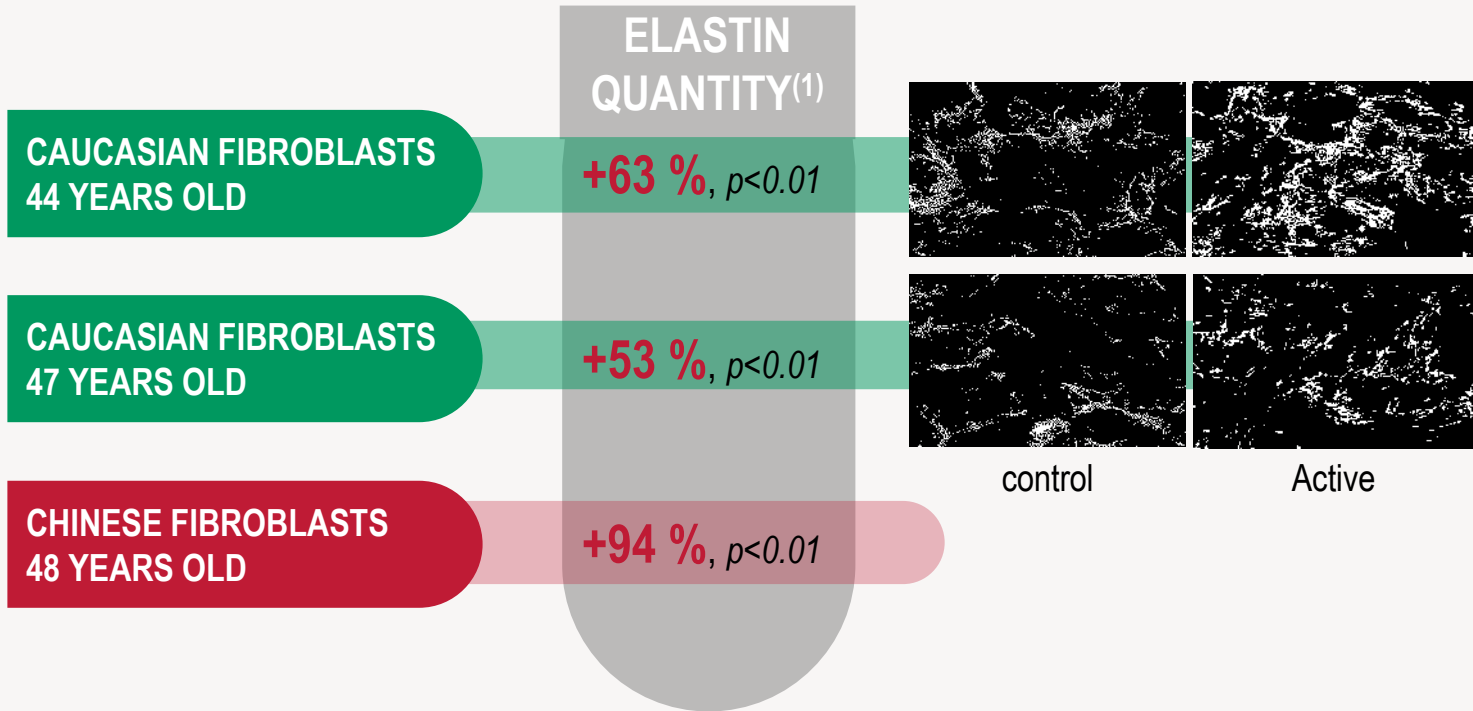 ELASTIN
QUANTITY(1)
CAUCASIAN FIBROBLASTS
44 YEARS OLD
+63 %, p<0.01
CAUCASIAN FIBROBLASTS
47 YEARS OLD
+53 %, p<0.01
control
Active
CHINESE FIBROBLASTS
48 YEARS OLD
+94 %, p<0.01